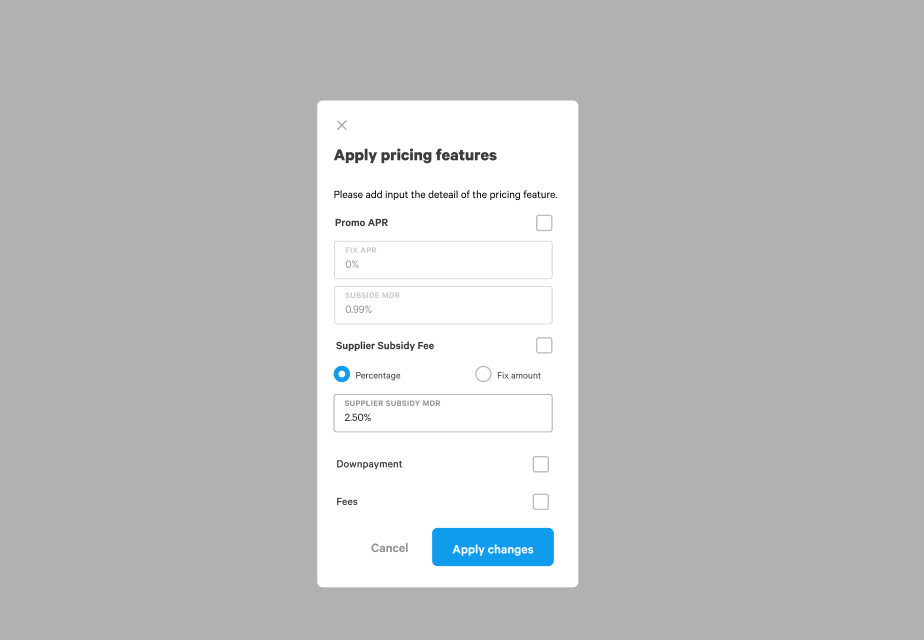 Apply pricing features
Please add input the deteail of the pricing feature.
Promo APR
FIX APR
0%
SUBSIDE MDR
0.99%
Supplier Subsidy Fee
Percentage
Fix amount
SUPPLIER SUBSIDY MDR
2.50%
Downpayment
Fees
Cancel
Apply changes